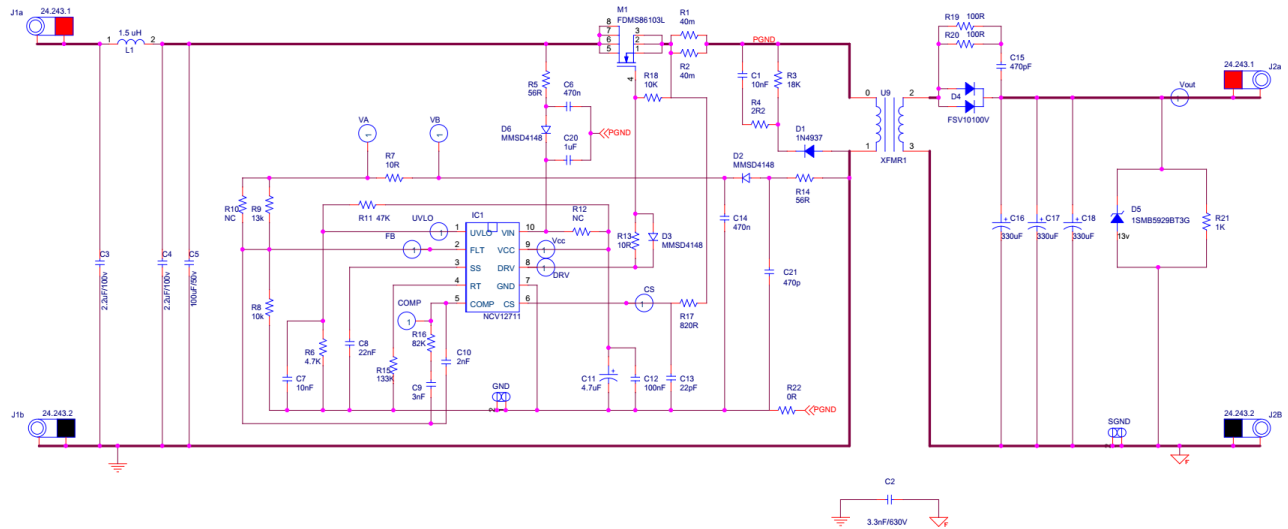 J1a
24.243.1
1
1.5 uH
L1
2
M1
FDMS86103L
8
7
6
5
3
2
1
4
R1
40m
R2
40m
PGND
R18
10K
R5
56R
C6
470n
D6
MMSD4148
C20
1uF
PGND
C1
10nF
R3
18K
R4
2R2
D1
1N4937
0
1
U9
XFMR1
2
3
R19
100R
R20
100R
C15
470pF
D4
FSV10100V
24.243.1
J2a
Vout
1
VA
1
VB
1
R7
10R
D2
MMSD4148
R14
56R
R10
NC
R9
13k
R11 47K
UVLO
1
FB
1
IC1
1
2
3
4
5
UVLO
FLT
SS
RT
COMP
VIN
VCC
DRV
GND
CS
10
9
8
7
6
NCV12711
R12
NC
Vcc
1
DRV
1
R13
10R
D3
MMSD4148
C14
470n
C21
470p
CS
1
R17
820R
C3
2.2uF/100v
C4
2.2uF/100v
C5
100uF/50v
R8
10k
R6
4.7K
C7
10nF
C8
22nF
R15
133K
COMP
1
R16
82K
C9
3nF
C10
2nF
GND
C11
4.7uF
+
C12
100nF
C13
22pF
R22
0R
PGND
C16
330uF
+
C17
330uF
+
C18
330uF
+
D5
1SMB5929BT3G
13v
R21
1K
J1b
24.243.2
SGND
24.243.2
J2B
F
C2
3.3nF/630V
F